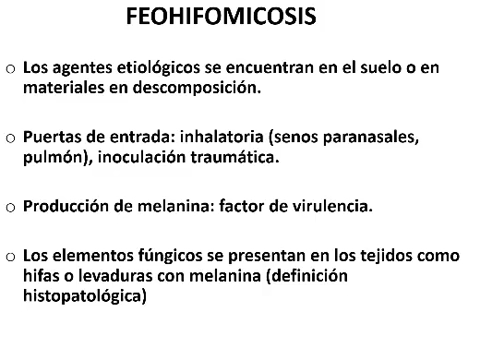 FEOHIFOMICOSIS
o Los agentes etiológicos se encuentran en el suelo o en
materiales en descomposición.
o Puertas de entrada: inhalatoria (senos paranasales,
pulmón), inoculación traumática.
o Producción de melanina: factor de virulencia.
o Los elementos fúngicos se presentan en los tejidos como
hifas o levaduras con melanina (definición
histopatológica)